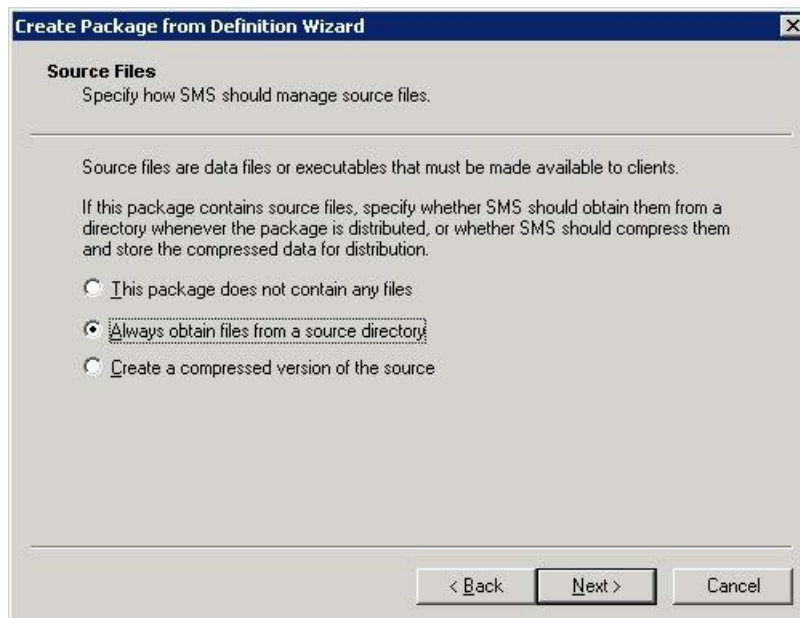 Create Package from Definition Wizard
Source Files
Specify how SMS should manage source files.
Source files are data files or executables that must be made available to clients.
If this package contains source files, specify whether SMS should obtain them from a
directory whenever the package is distributed, or whether SMS should compress them
and store the compressed data for distribution.
This package does not contain any files
Always obtain files from a source directory
Create a compressed version of the source
< Back
Next >
Cancel